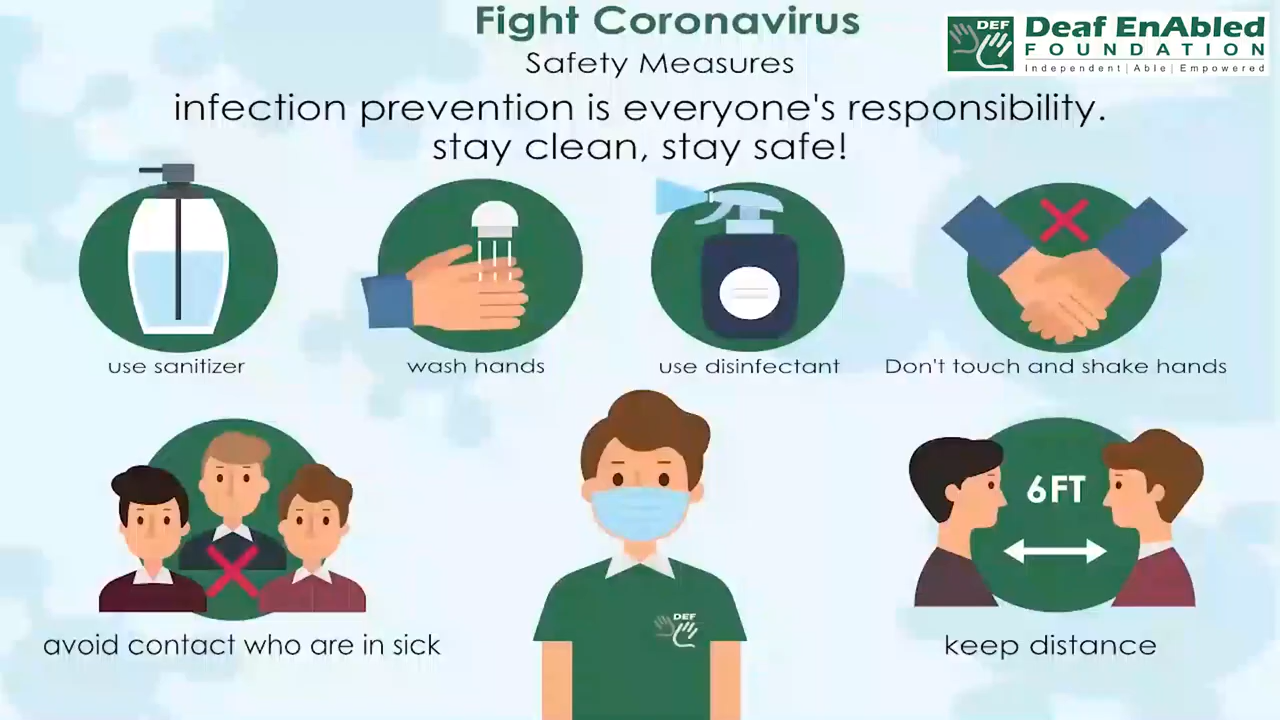 Fight Coronavirus
Safety Measures
DEF
Deaf EnAbled
FOUNDATION
Independent | Able | Empowered
infection prevention is everyone's responsibility.
stay clean, stay safe!
use sanitizer
wash hands
use disinfectant
Don't touch and shake hands
6FT
DEF
avoid contact who are in sick
keep distance